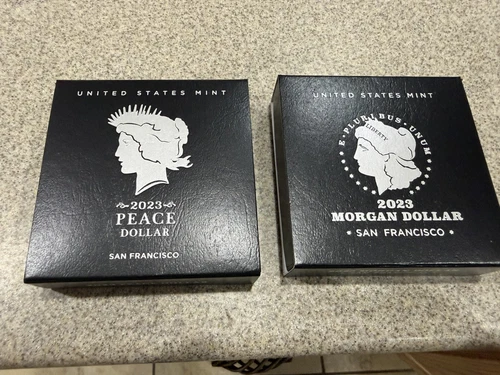 UNITED STATES MINT
2023
PEACE
DOLLAR
SAN FRANCISCO
UNITED STATES MINT
E·PLURIBUS·UNUM
LIBERTY
2023
MORGAN DOLLAR
• SAN FRANCISCO •